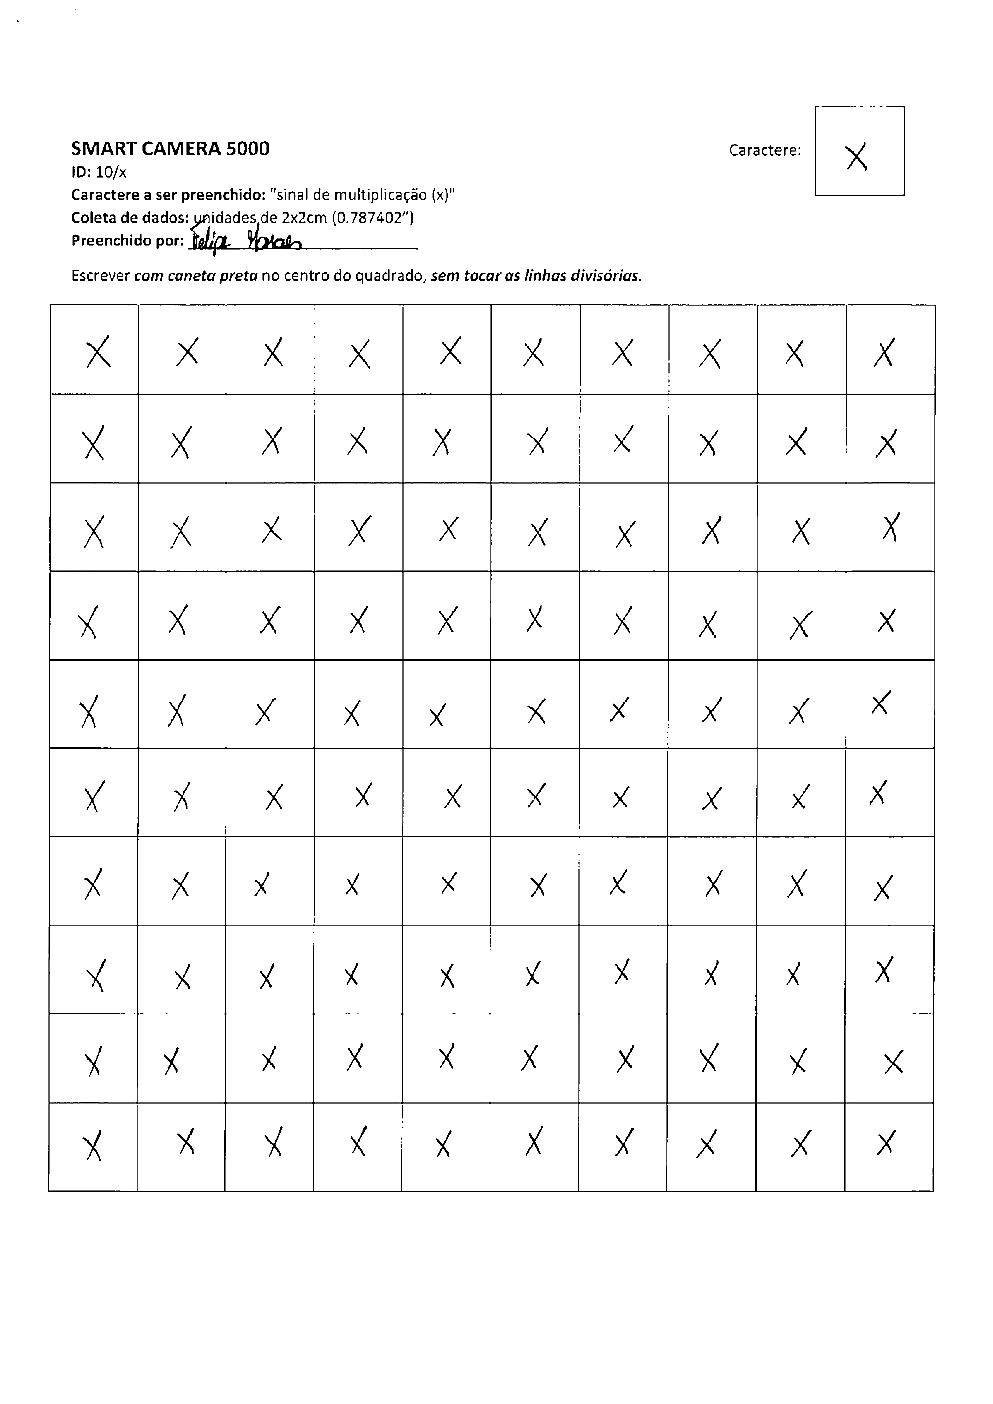 SMART CAMERA 5000
ID: 10/x
Caractere a ser preenchido: "sinal de multiplicação (x)"
Coleta de dados: unidades de 2x2cm (0.787402")
Preenchido por: Felipe Moraes
Caractere: X
Escrever com caneta preta no centro do quadrado, sem tocar as linhas divisórias.
X X X X X X X X X X
X X X X X X X X X X
X X X X X X X X X X
X X X X X X X X X X
X X X X X X X X X X
X X X X X X X X X X
X X X X X X X X X X
X X X X X X X X X X
X X X X X X X X X X
X X X X X X X X X X